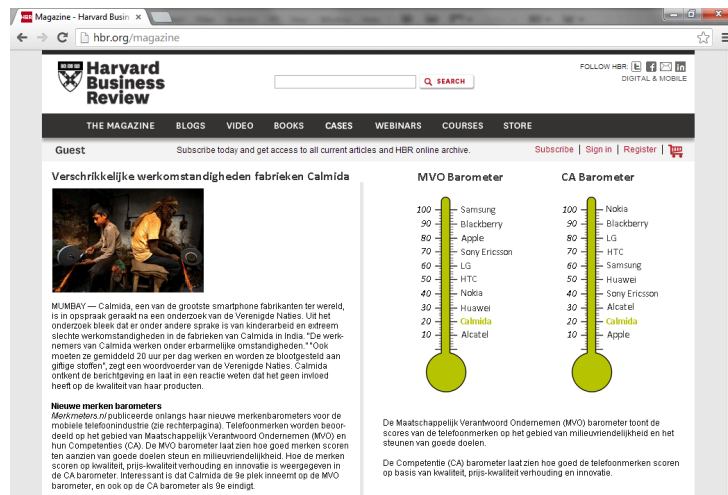 Magazine - Harvard Busin
hbr.org/magazine
Harvard
Business
Review
SEARCH
FOLLOW HBR:
DIGITAL & MOBILE
THE MAGAZINE BLOGS VIDEO BOOKS CASES WEBINARS COURSES STORE
Guest Subscribe today and get access to all current articles and HBR online archive. Subscribe | Sign in | Register |
Verschrikkelijke werkomstandigheden fabrieken Calmida
MUMBAY — Calmida, een van de grootste smartphone fabrikanten ter wereld,
is in opspraak geraakt na een onderzoek van de Verenigde Naties. Uit het
onderzoek bleek dat er onder andere sprake is van kinderarbeid en extreem
slechte werkomstandigheden in de fabrieken van Calmida in India. "De werk-
nemers van Calmida werken onder erbarmelijke omstandigheden." "Ook
moeten ze gemiddeld 20 uur per dag werken en worden ze blootgesteld aan
giftige stoffen", zegt een woordvoerder van de Verenigde Naties. Calmida
ontkent de berichtgeving en laat in een reactie weten dat het geen invloed
heeft op de kwaliteit van haar producten.
Nieuwe merken barometers
Merkmeters.nl publiceerde onlangs haar nieuwe merkenbarometers voor de
mobiele telefoonindustrie (zie rechterpagina). Telefoonmerken worden beoor-
deeld op het gebied van Maatschappelijk Verantwoord Ondernemen (MVO) en
hun Competenties (CA). De MVO barometer laat zien hoe goed merken scoren
ten aanzien van goede doelen steun en milieuvriendelijkheid. Hoe de merken
scoren op kwaliteit, prijs-kwaliteit verhouding en innovatie is weergegeven in
de CA barometer. Interessant is dat Calmida de 9e plek inneemt op de MVO
barometer, en ook op de CA barometer als 9e eindigt.
MVO Barometer
100 Samsung
90 Blackberry
80 Apple
70 Sony Ericsson
60 LG
50 HTC
40 Nokia
30 Huawei
20 Calmida
10 Alcatel
CA Barometer
100 Nokia
90 Blackberry
80 LG
70 HTC
60 Samsung
50 Huawei
40 Sony Ericson
30 Alcatel
20 Calmida
10 Apple
De Maatschappelijk Verantwoord Ondernemen (MVO) barometer toont de
scores van de telefoonmerken op het gebied van milieuvriendelijkheid en het
steunen van goede doelen.
De Competentie (CA) barometer laat zien hoe goed de telefoonmerken scoren
op basis van kwaliteit, prijs-kwaliteit verhouding en innovatie.